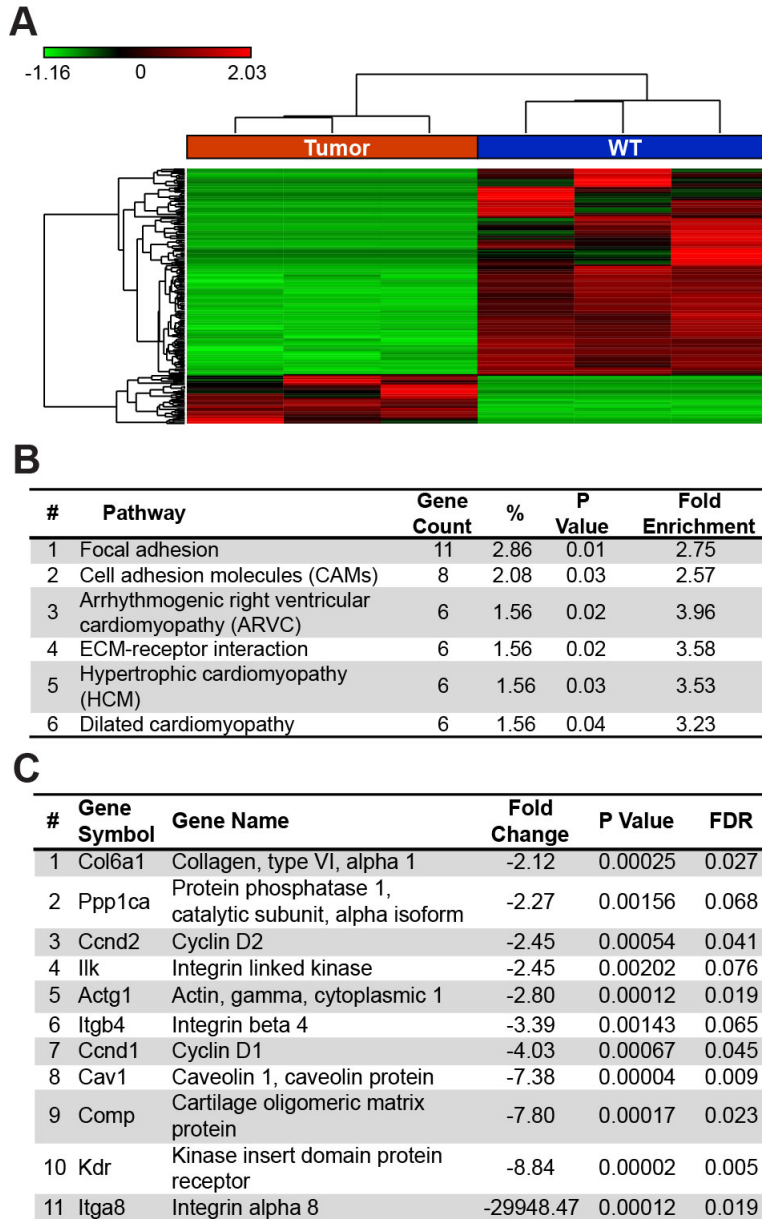 A
-1.16 0 2.03
Tumor WT
B
# Pathway Gene Count % P Value Fold Enrichment
1 Focal adhesion 11 2.86 0.01 2.75
2 Cell adhesion molecules (CAMs) 8 2.08 0.03 2.57
3 Arrhythmogenic right ventricular
cardiomyopathy (ARVC) 6 1.56 0.02 3.96
4 ECM-receptor interaction 6 1.56 0.02 3.58
5 Hypertrophic cardiomyopathy
(HCM) 6 1.56 0.03 3.53
6 Dilated cardiomyopathy 6 1.56 0.04 3.23
C
# Gene Symbol Gene Name Fold Change P Value FDR
1 Col6a1 Collagen, type VI, alpha 1 -2.12 0.00025 0.027
2 Ppp1ca Protein phosphatase 1,
catalytic subunit, alpha isoform -2.27 0.00156 0.068
3 Ccnd2 Cyclin D2 -2.45 0.00054 0.041
4 Ilk Integrin linked kinase -2.45 0.00202 0.076
5 Actg1 Actin, gamma, cytoplasmic 1 -2.80 0.00012 0.019
6 Itgb4 Integrin beta 4 -3.39 0.00143 0.065
7 Ccnd1 Cyclin D1 -4.03 0.00067 0.045
8 Cav1 Caveolin 1, caveolin protein -7.38 0.00004 0.009
9 Comp Cartilage oligomeric matrix
protein -7.80 0.00017 0.023
10 Kdr Kinase insert domain protein
receptor -8.84 0.00002 0.005
11 Itga8 Integrin alpha 8 -29948.47 0.00012 0.019